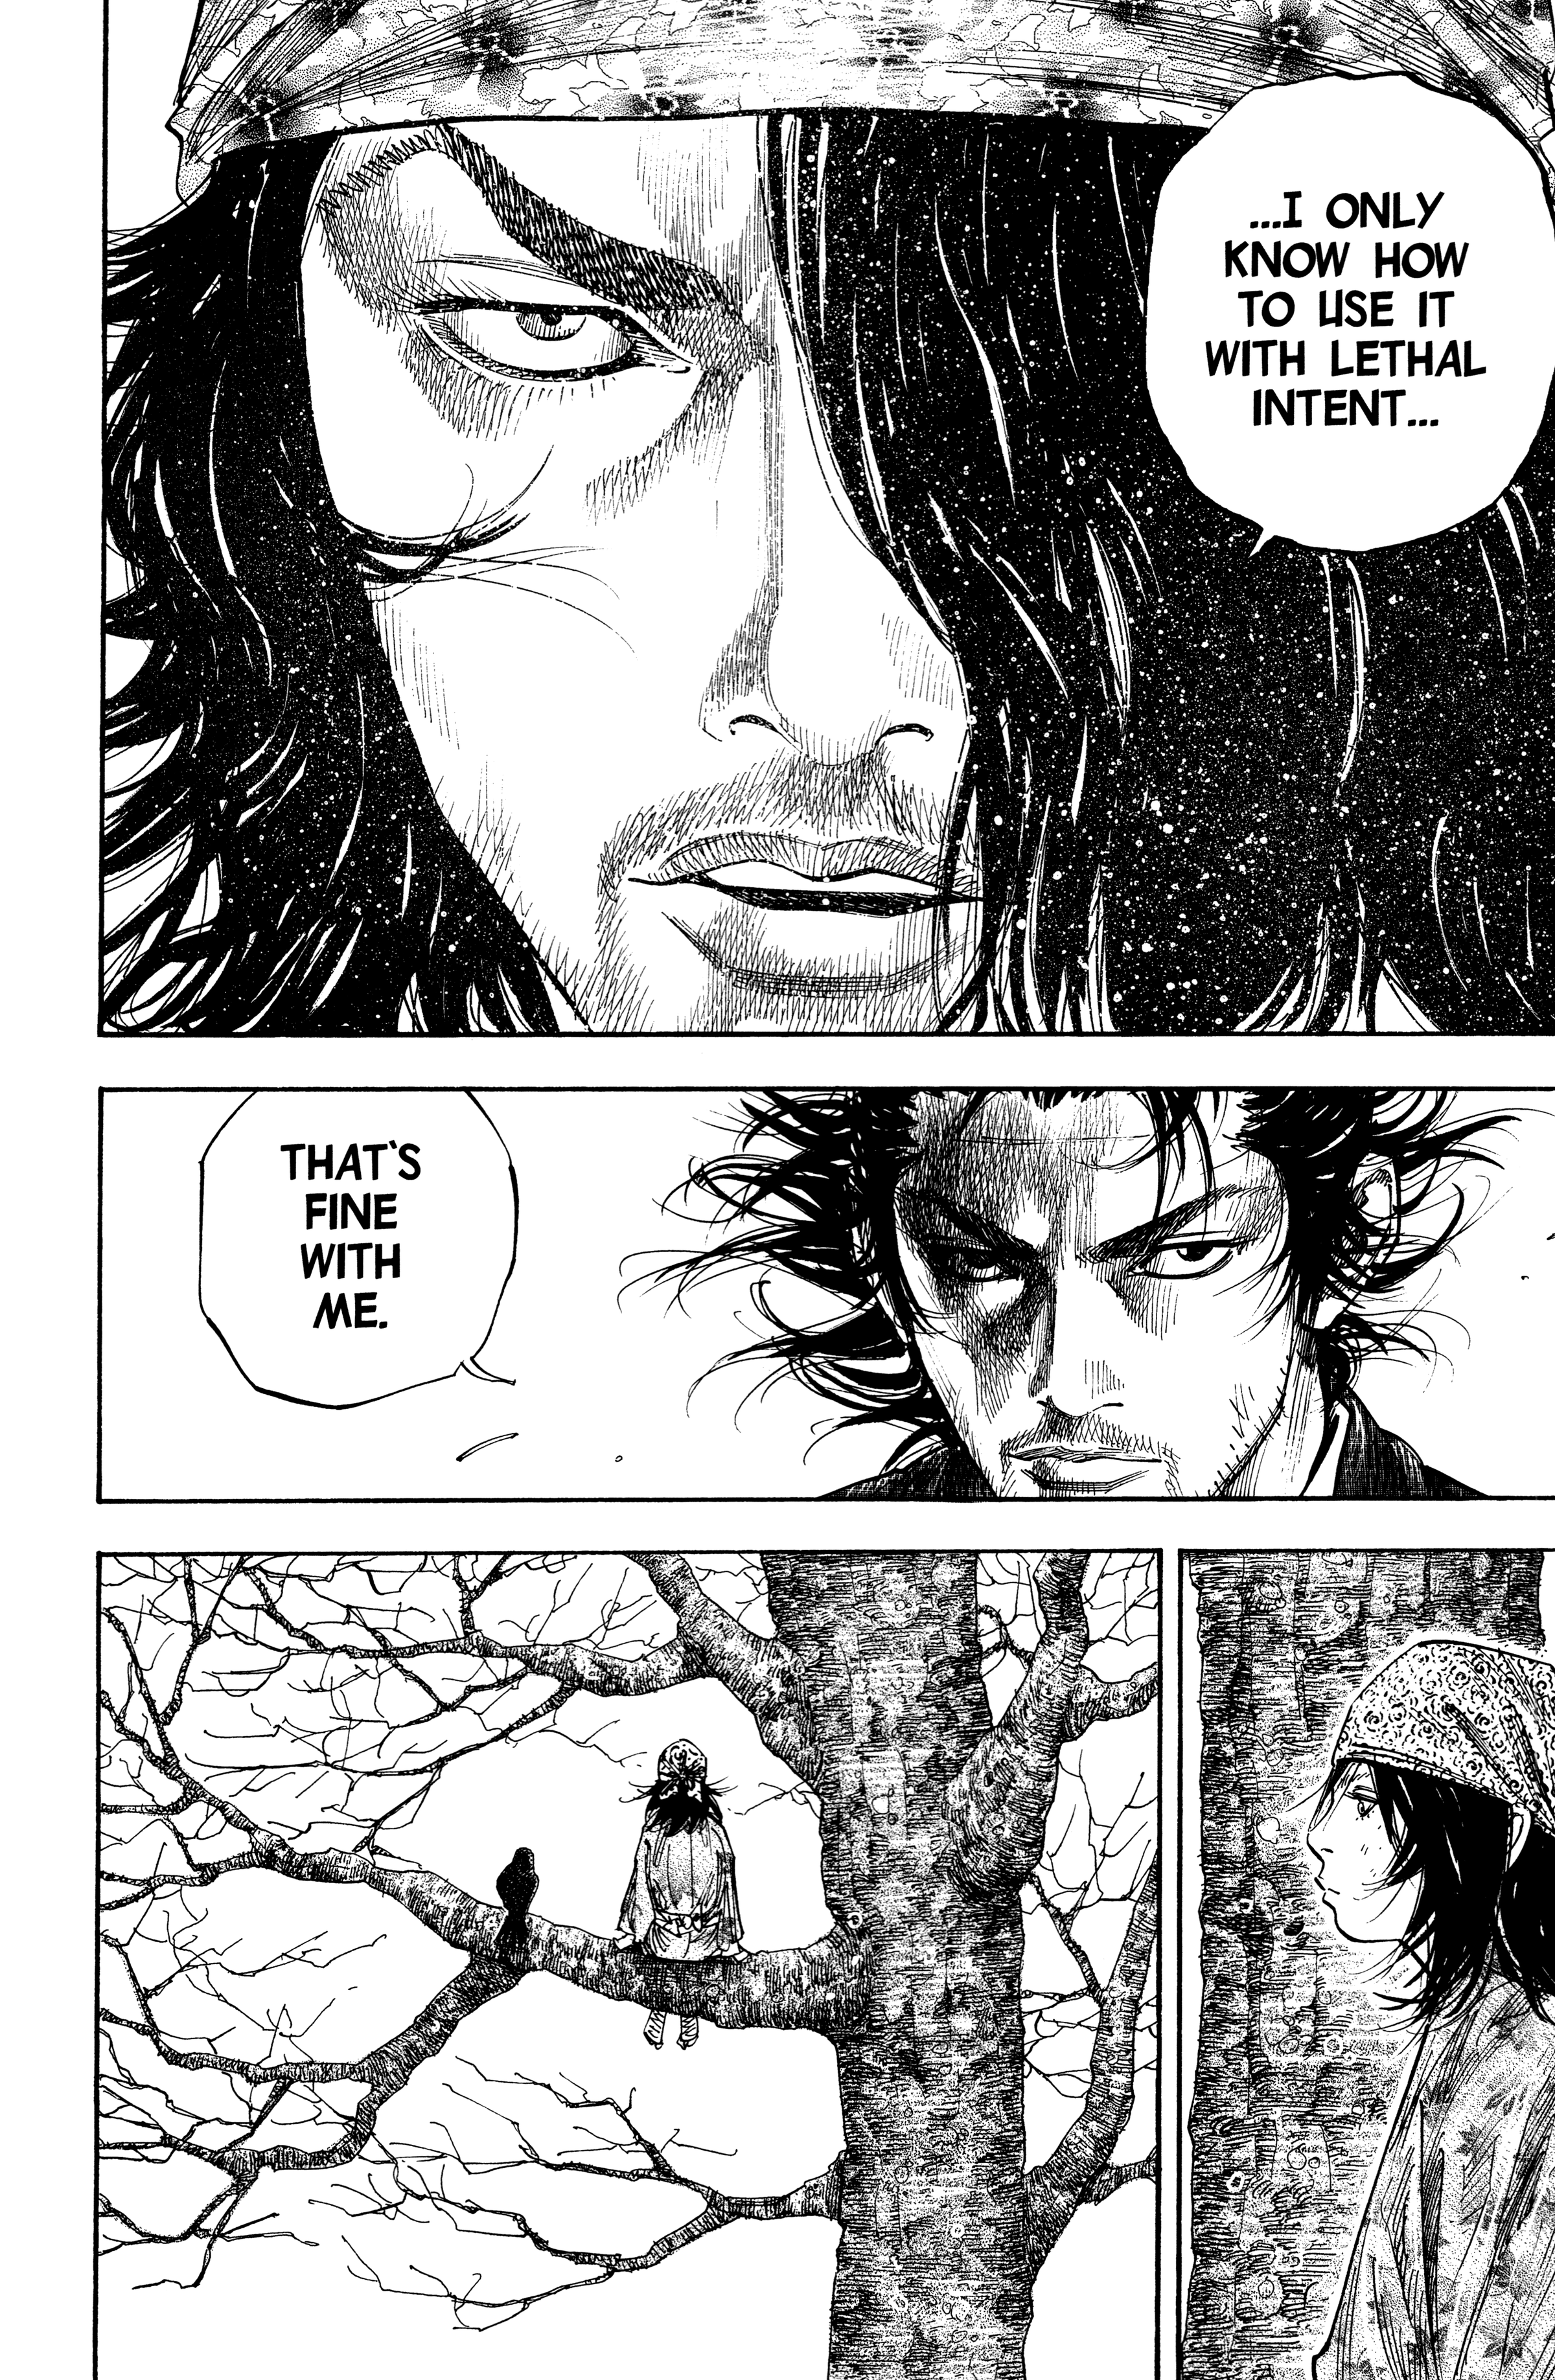 ...I ONLY
KNOW HOW
TO USE IT
WITH LETHAL
INTENT...
THAT'S
FINE
WITH
ME.